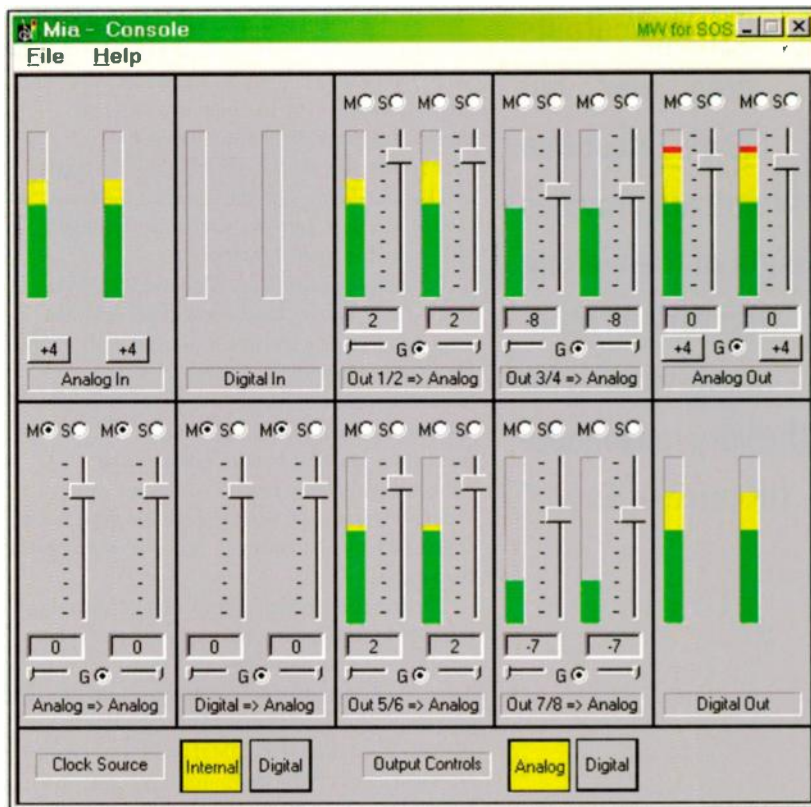 Mia - Console MW for SOS
File Help
M S M S M S M S M S M S
2 2 -8 -8 0 0
+4 +4 G G +4 G +4
Analog In Digital In Out 1/2 => Analog Out 3/4 => Analog Analog Out
M S M S M S M S M S M S M S M S
0 0 0 0 2 2 -7 -7
G G G G
Analog => Analog Digital => Analog Out 5/6 => Analog Out 7/8 => Analog Digital Out
Clock Source Internal Digital Output Controls Analog Digital